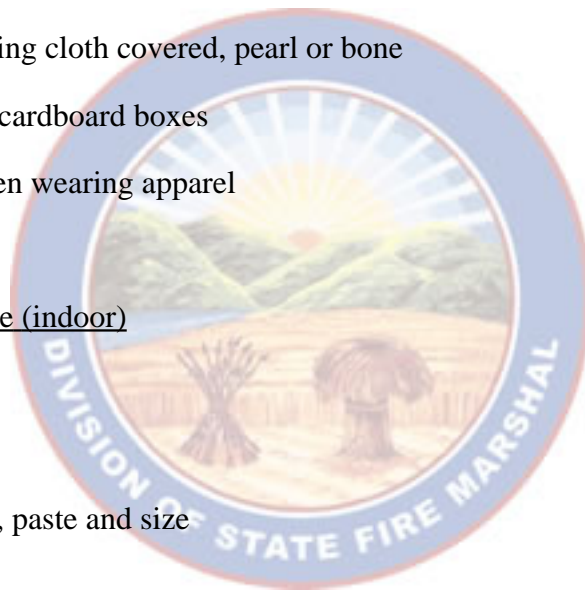 ing cloth covered, pearl or bone
cardboard boxes
en wearing apparel
e (indoor)
, paste and size
DIVISION OF STATE FIRE MARSHAL